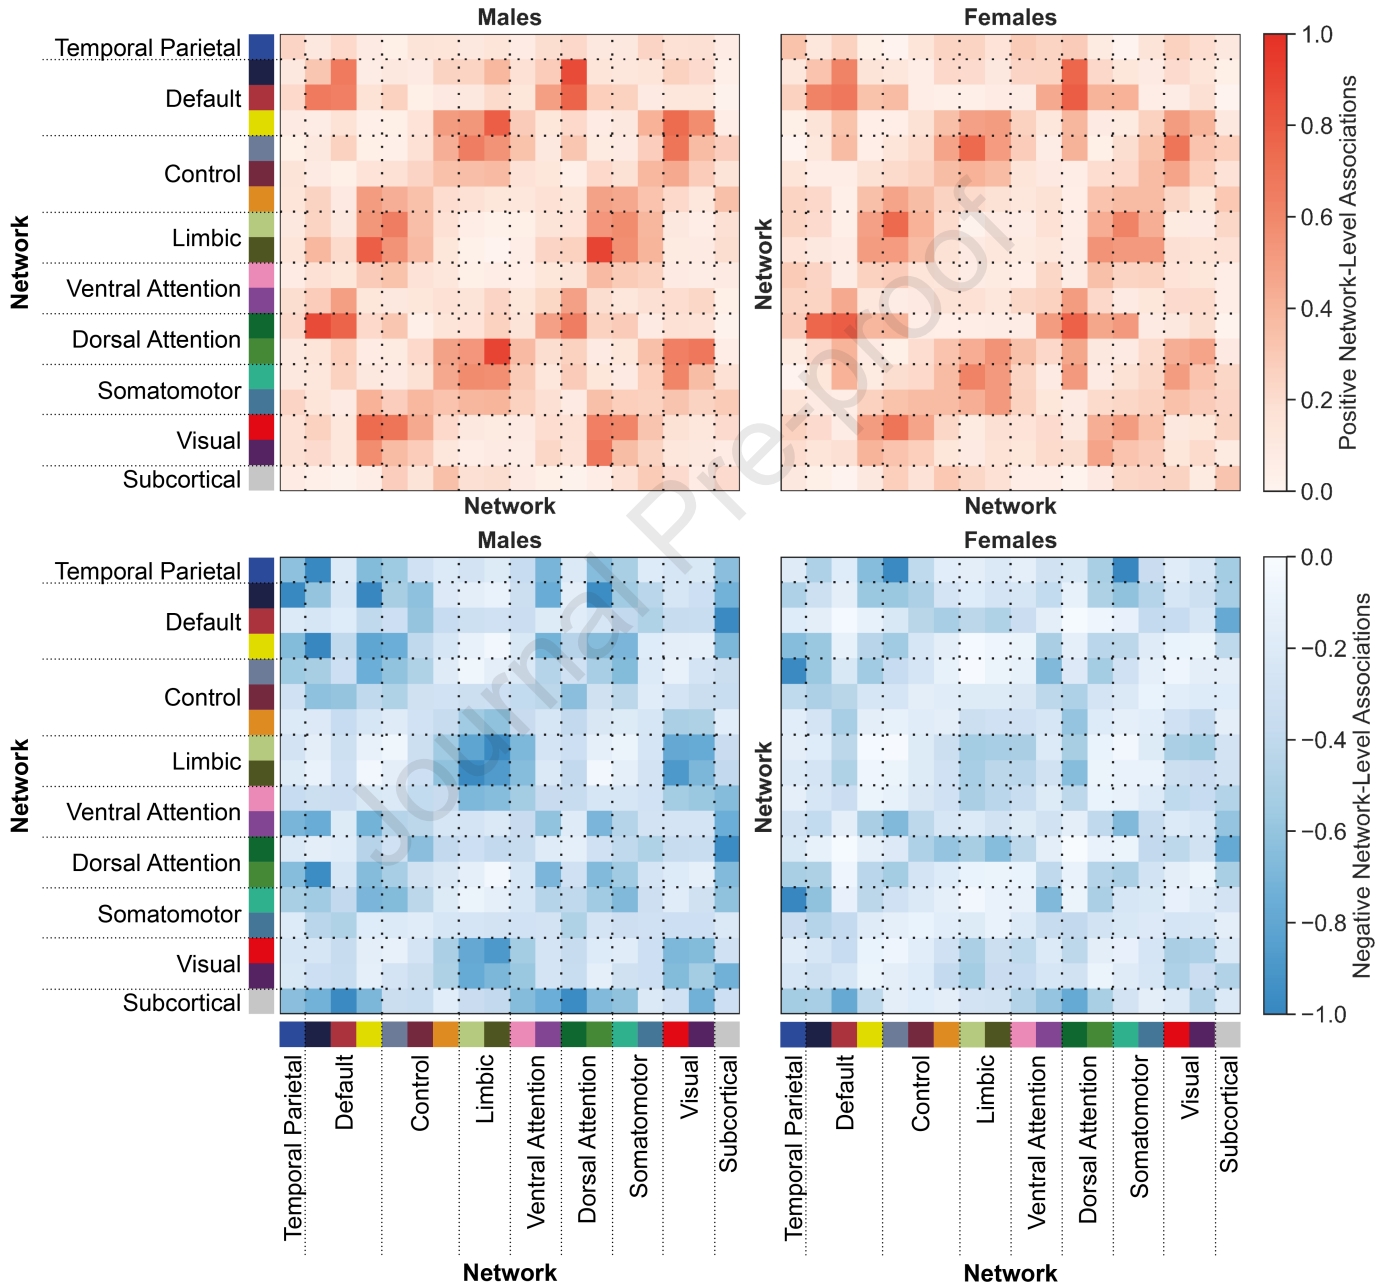 Males
Females
Temporal Parietal
Default
Control
Limbic
Ventral Attention
Dorsal Attention
Somatomotor
Visual
Subcortical
Network
Network
Network
Network
1.0
0.8
0.6
0.4
0.2
0.0
Positive Network-Level Associations
Males
Females
Temporal Parietal
Default
Control
Limbic
Ventral Attention
Dorsal Attention
Somatomotor
Visual
Subcortical
Network
Network
0.0
−0.2
−0.4
−0.6
−0.8
−1.0
Negative Network-Level Associations
Temporal Parietal
Default
Control
Limbic
Ventral Attention
Dorsal Attention
Somatomotor
Visual
Subcortical
Temporal Parietal
Default
Control
Limbic
Ventral Attention
Dorsal Attention
Somatomotor
Visual
Subcortical
Network
Network
Journal Pre-proof